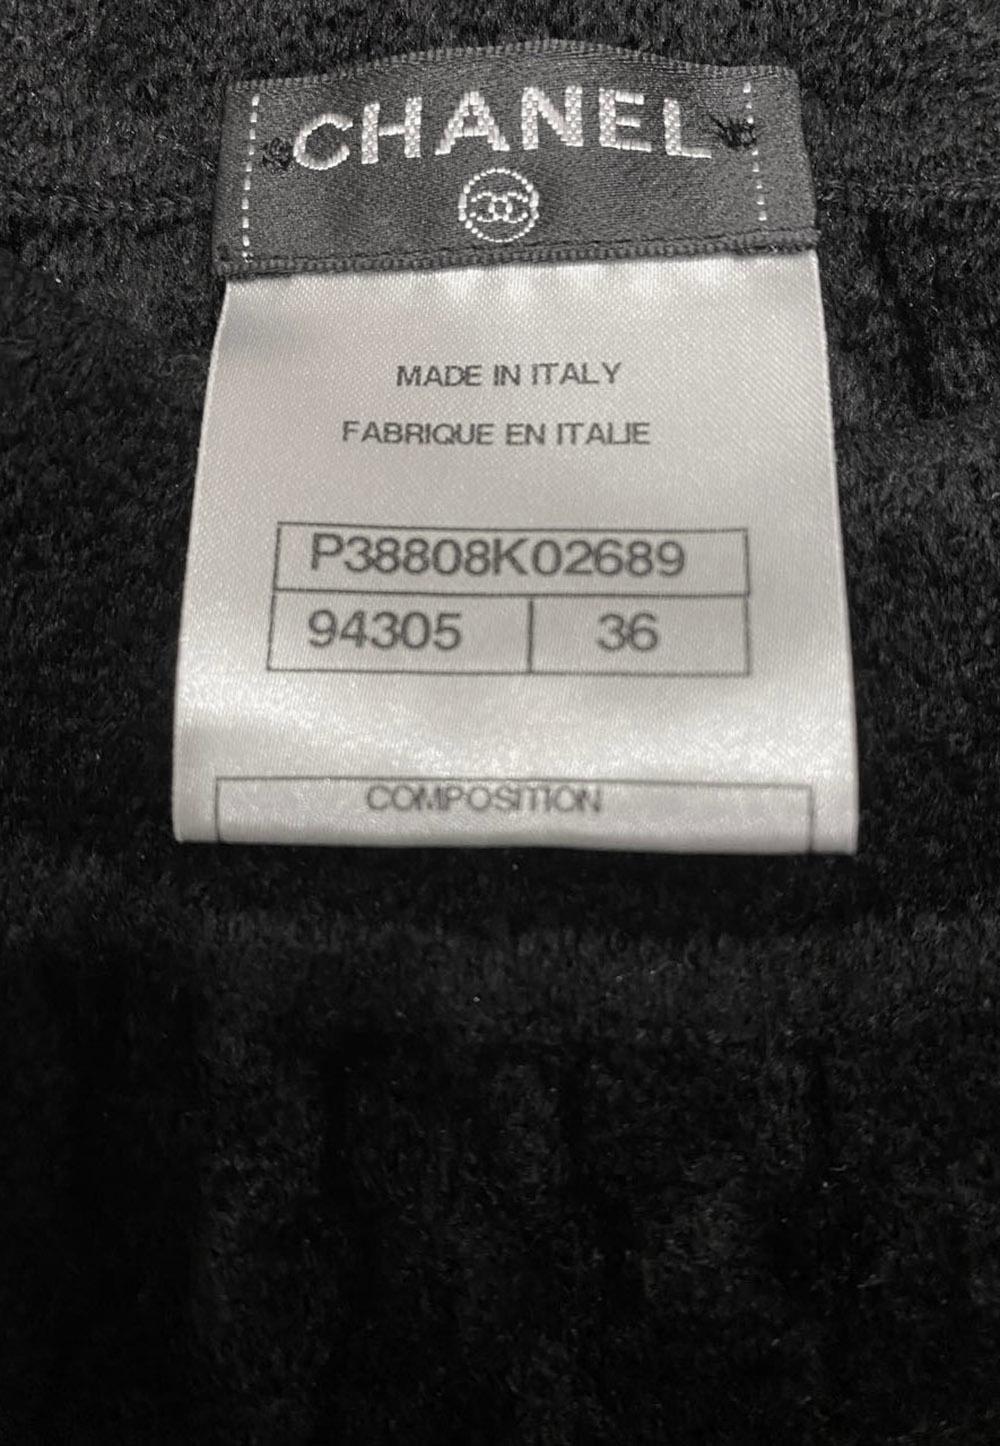 CHANEL
MADE IN ITALY
FABRIQUE EN ITALIE
P38808K02689
94305 36
COMPOSITION